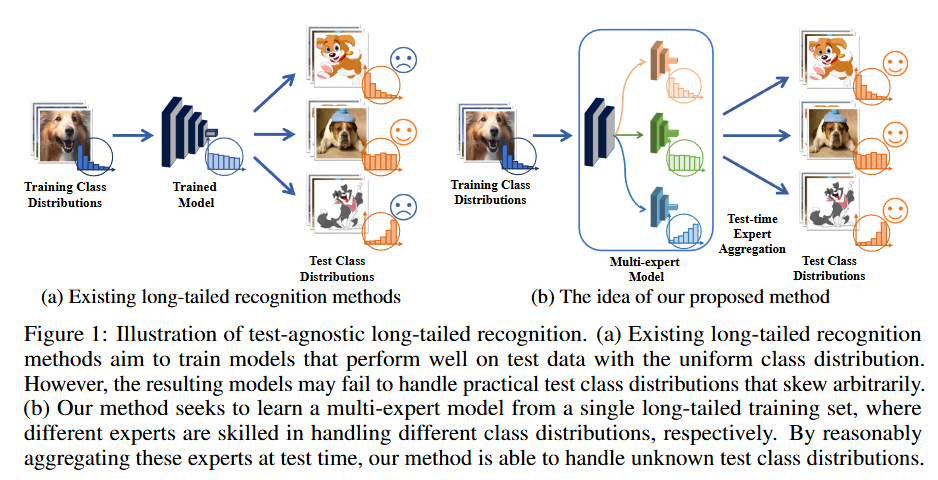 Training Class
Distributions
Trained
Model
Test Class
Distributions
(a) Existing long-tailed recognition methods
Training Class
Distributions
Multi-expert
Model
Test-time
Expert
Aggregation
Test Class
Distributions
(b) The idea of our proposed method
Figure 1: Illustration of test-agnostic long-tailed recognition. (a) Existing long-tailed recognition
methods aim to train models that perform well on test data with the uniform class distribution.
However, the resulting models may fail to handle practical test class distributions that skew arbitrarily.
(b) Our method seeks to learn a multi-expert model from a single long-tailed training set, where
different experts are skilled in handling different class distributions, respectively. By reasonably
aggregating these experts at test time, our method is able to handle unknown test class distributions.